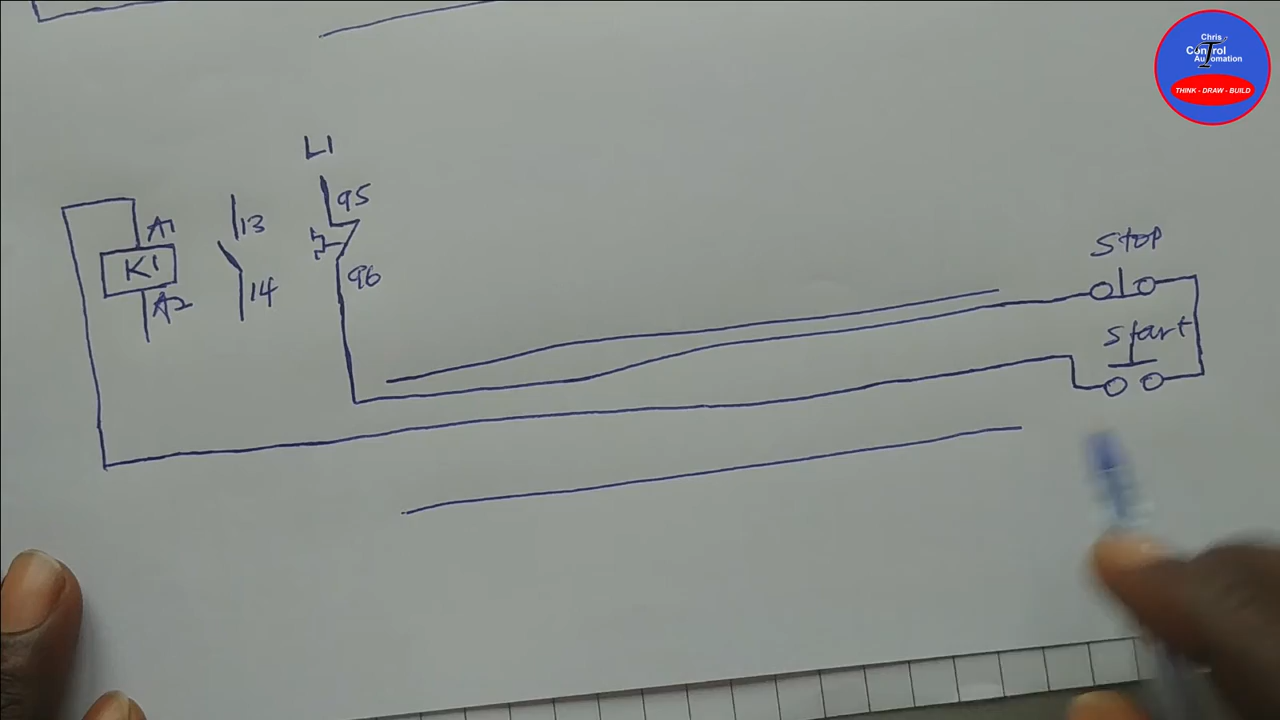 Chris
Control
Automation
THINK - DRAW - BUILD
L1
95
A1
13
K1
96
A2
14
Stop
Start